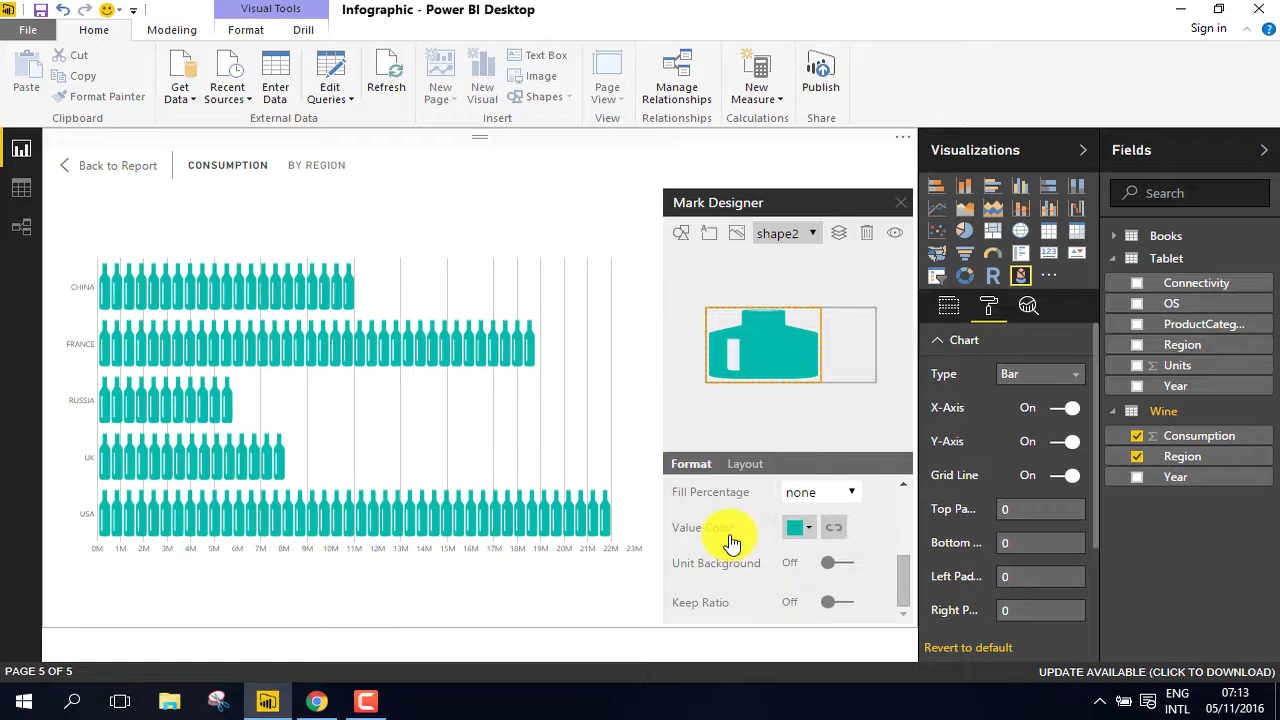 Visual Tools
Infographic - Power BI Desktop
File
Home
Modeling
Format
Drill
Sign in
Paste
Cut
Copy
Format Painter
Clipboard
Get Data
Recent Sources
Enter Data
Edit Queries
Refresh
External Data
New Page
New Visual
Text Box
Image
Shapes
Insert
Page View
View
Manage Relationships
Relationships
New Measure
Calculations
Publish
Share
Back to Report
CONSUMPTION
BY REGION
CHINA
FRANCE
RUSSIA
UK
USA
0M 1M 2M 3M 4M 5M 6M 7M 8M 9M 10M 11M 12M 13M 14M 15M 16M 17M 18M 19M 20M 21M 22M 23M
Mark Designer
shape2
Format Layout
Fill Percentage none
Value Color
Unit Background Off
Keep Ratio Off
Visualizations
R
Chart
Type Bar
X-Axis On
Y-Axis On
Grid Line On
Top Pa... 0
Bottom ... 0
Left Pad... 0
Right P... 0
Revert to default
Fields
Search
Books
Tablet
Connectivity
OS
ProductCateg...
Region
Σ Units
Year
Wine
Σ Consumption
Region
Year
PAGE 5 OF 5
UPDATE AVAILABLE (CLICK TO DOWNLOAD)
ENG
INTL
07:13
05/11/2016